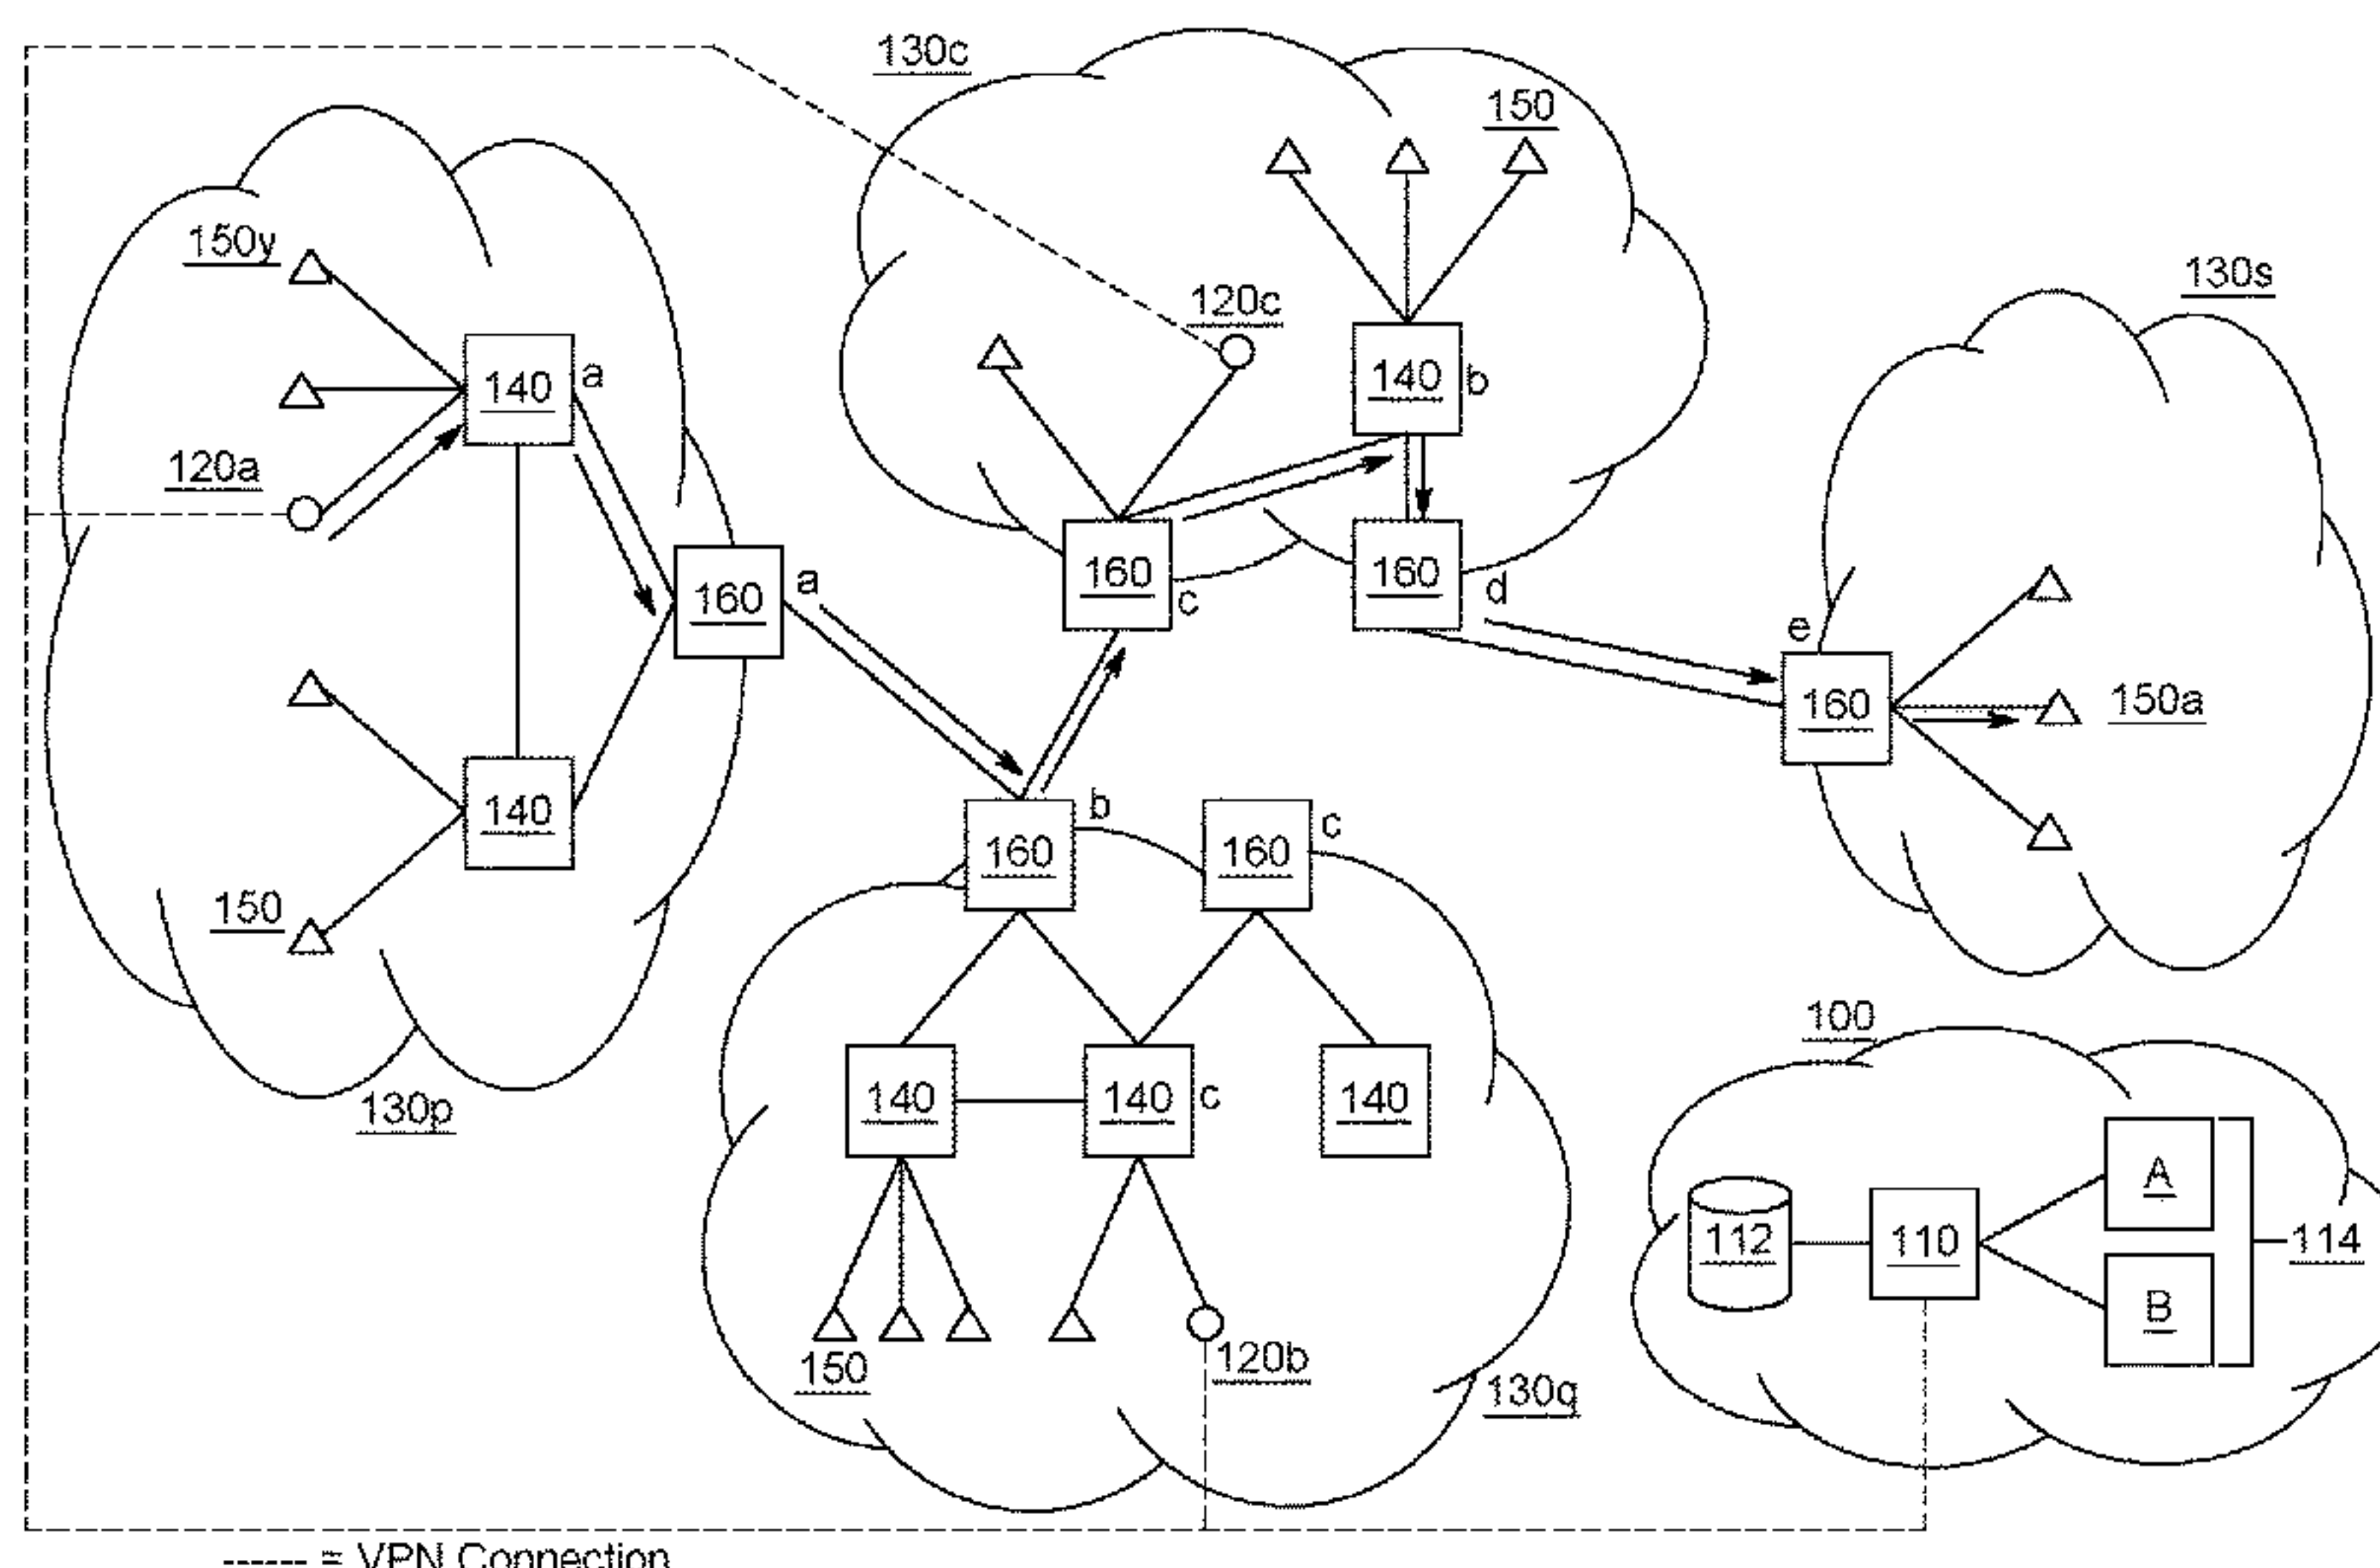 130c
150
150y
130s
120c
140 a
140 b
120a
160 a
160 c
160 d
e
160
150a
140
160 b
160 c
150
100
140
140 c
140
130p
A
112
110
114
B
150
120b
130q
------ = VPN Connection